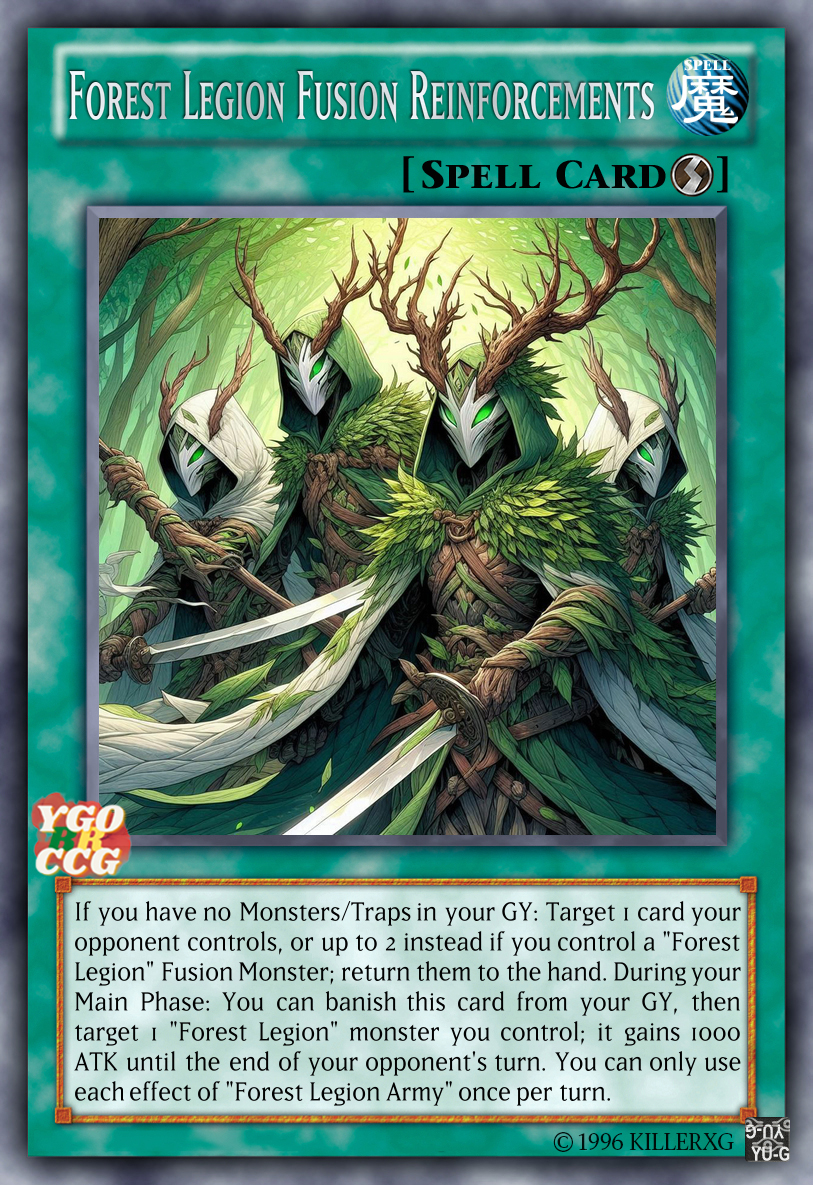 Forest Legion Fusion Reinforcements
SPELL
魔
[Spell Card]
YGO
BR
CCG
If you have no Monsters/Traps in your GY: Target 1 card your
opponent controls, or up to 2 instead if you control a "Forest
Legion" Fusion Monster; return them to the hand. During your
Main Phase: You can banish this card from your GY, then
target 1 "Forest Legion" monster you control; it gains 1000
ATK until the end of your opponent's turn. You can only use
each effect of "Forest Legion Army" once per turn.
© 1996 KILLERXG
YU-G